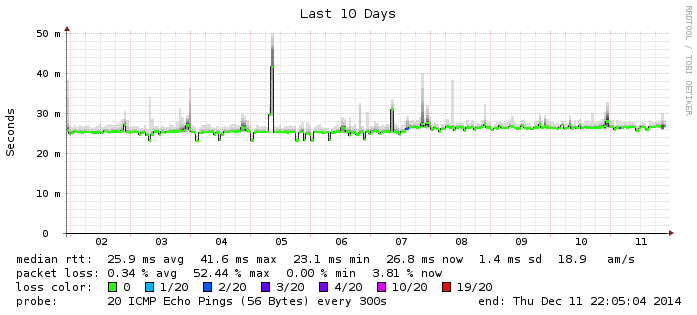 Last 10 Days
RRDTOOL / TOBI OETIKER
Seconds
50 m
40 m
30 m
20 m
10 m
0
02 03 04 05 06 07 08 09 10 11
median rtt: 25.9 ms avg 41.6 ms max 23.1 ms min 26.8 ms now 1.4 ms sd 18.9 am/s
packet loss: 0.34 % avg 52.44 % max 0.00 % min 3.81 % now
loss color: 0 1/20 2/20 3/20 4/20 10/20 19/20
probe: 20 ICMP Echo Pings (56 Bytes) every 300s end: Thu Dec 11 22:05:04 2014